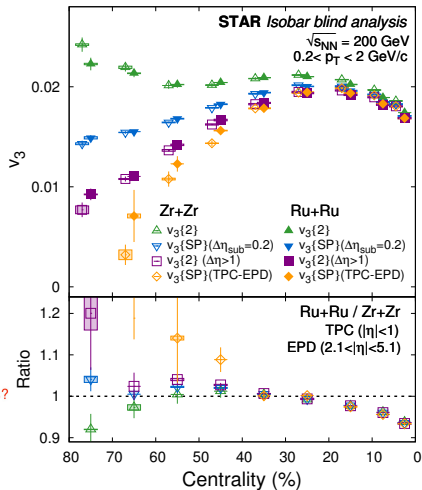 STAR Isobar blind analysis
√sNN = 200 GeV
0.2< pT < 2 GeV/c
0.02
v3
0.01
Zr+Zr Ru+Ru
v3{2} v3{2}
v3{SP}(Δηsub=0.2) v3{SP}(Δηsub=0.2)
v3{2} (Δη>1) v3{2}(Δη>1)
v3{SP}(TPC-EPD) v3{SP}(TPC-EPD)
0
Ru+Ru / Zr+Zr
TPC (|η|<1)
EPD (2.1<|η|<5.1)
1.2
1.1
? Ratio
1
0.9
80 70 60 50 40 30 20 10 0
Centrality (%)